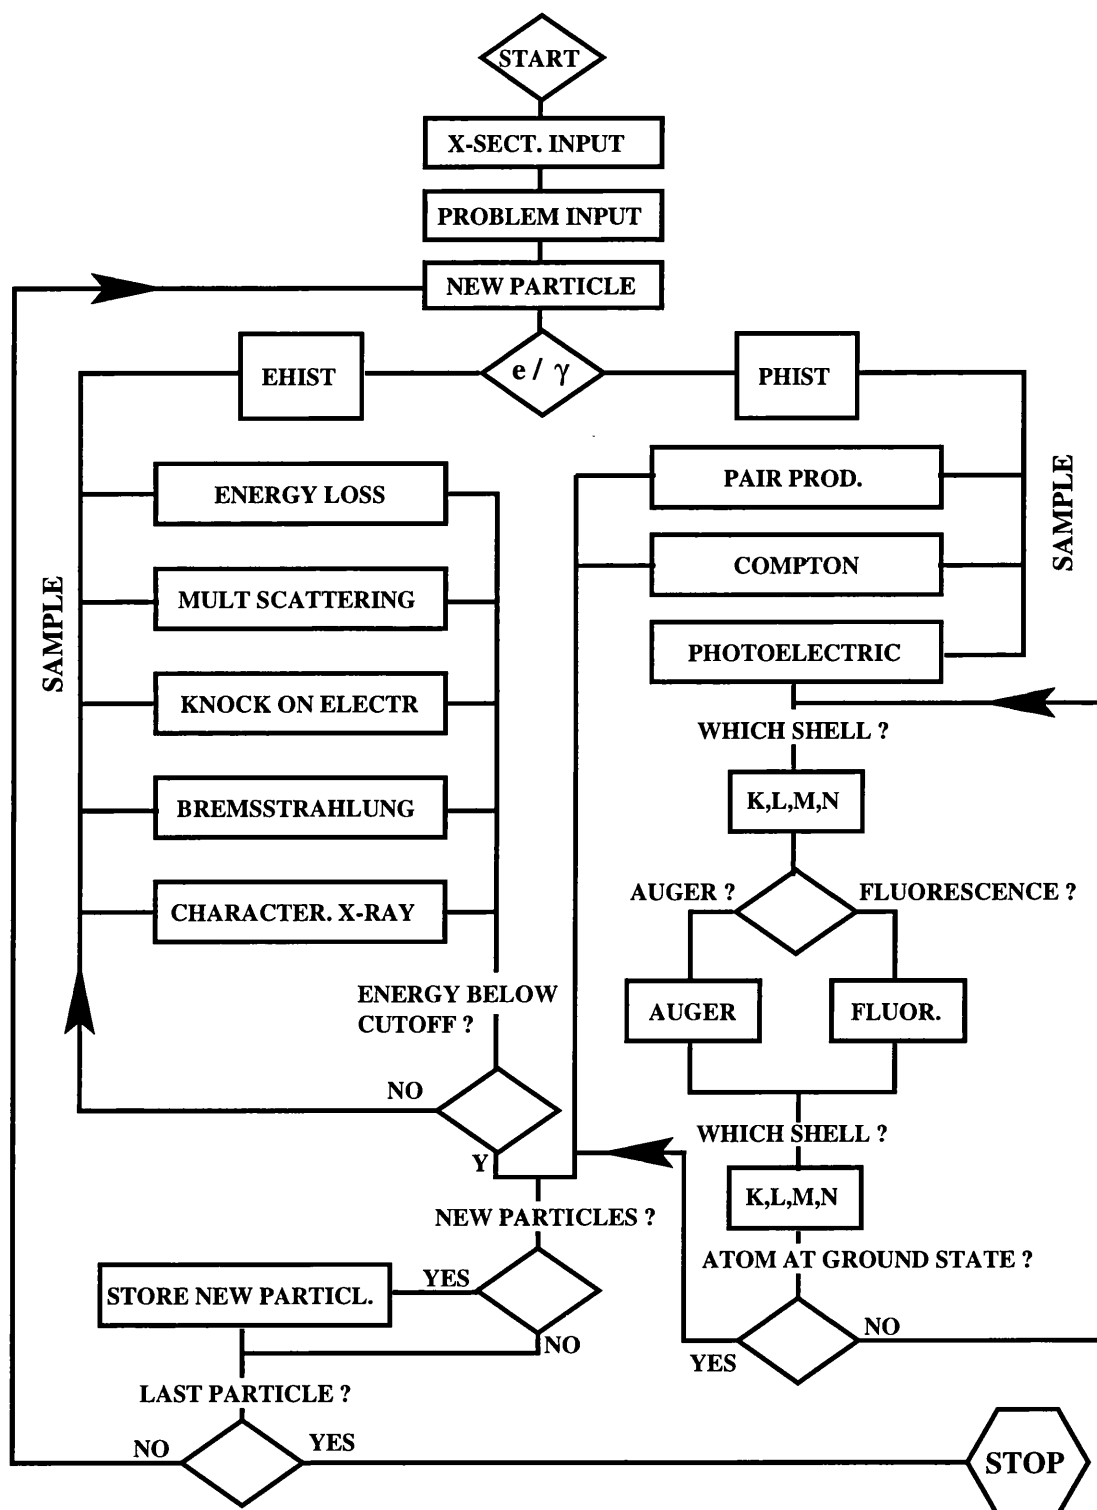 START
X-SECT. INPUT
PROBLEM INPUT
NEW PARTICLE
EHIST
e / γ
PHIST
SAMPLE
ENERGY LOSS
MULT SCATTERING
KNOCK ON ELECTR
BREMSSTRAHLUNG
CHARACTER. X-RAY
ENERGY BELOW
CUTOFF ?
NO
Y
PAIR PROD.
COMPTON
PHOTOELECTRIC
SAMPLE
WHICH SHELL ?
K,L,M,N
AUGER ?
FLUORESCENCE ?
AUGER
FLUOR.
WHICH SHELL ?
K,L,M,N
ATOM AT GROUND STATE ?
YES
NO
NEW PARTICLES ?
YES
NO
STORE NEW PARTICL.
LAST PARTICLE ?
NO
YES
STOP